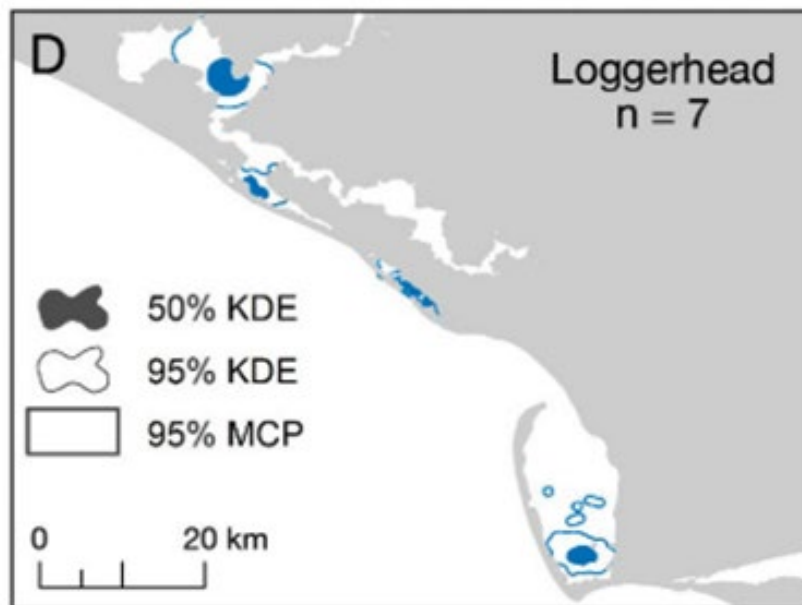 D
Loggerhead
n = 7
50% KDE
95% KDE
95% MCP
0 20 km